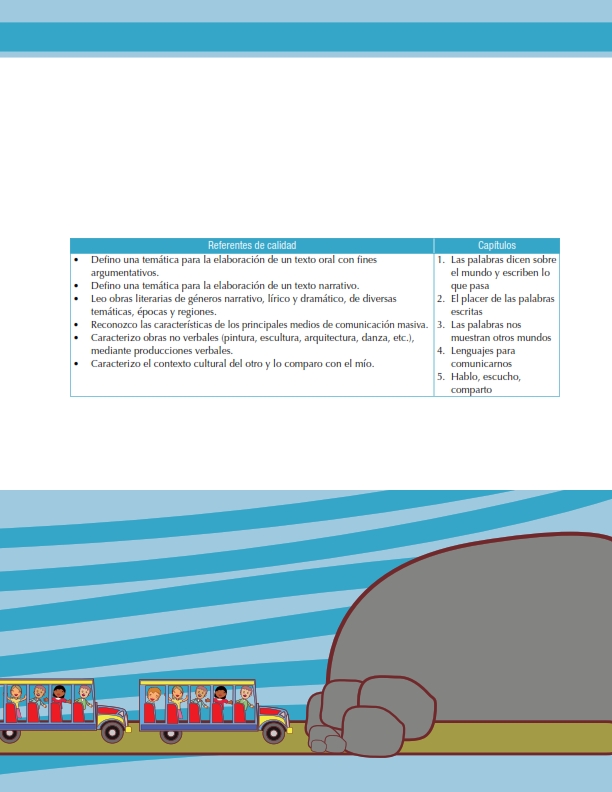 Referentes de calidad
• Defino una temática para la elaboración de un texto oral con fines
argumentativos.
• Defino una temática para la elaboración de un texto narrativo.
• Leo obras literarias de géneros narrativo, lírico y dramático, de diversas
temáticas, épocas y regiones.
• Reconozco las características de los principales medios de comunicación masiva.
• Caracterizo obras no verbales (pintura, escultura, arquitectura, danza, etc.),
mediante producciones verbales.
• Caracterizo el contexto cultural del otro y lo comparo con el mío.
Capítulos
1. Las palabras dicen sobre
el mundo y escriben lo
que pasa
2. El placer de las palabras
escritas
3. Las palabras nos
muestran otros mundos
4. Lenguajes para
comunicarnos
5. Hablo, escucho,
comparto